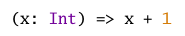 (x: Int) => x + 1